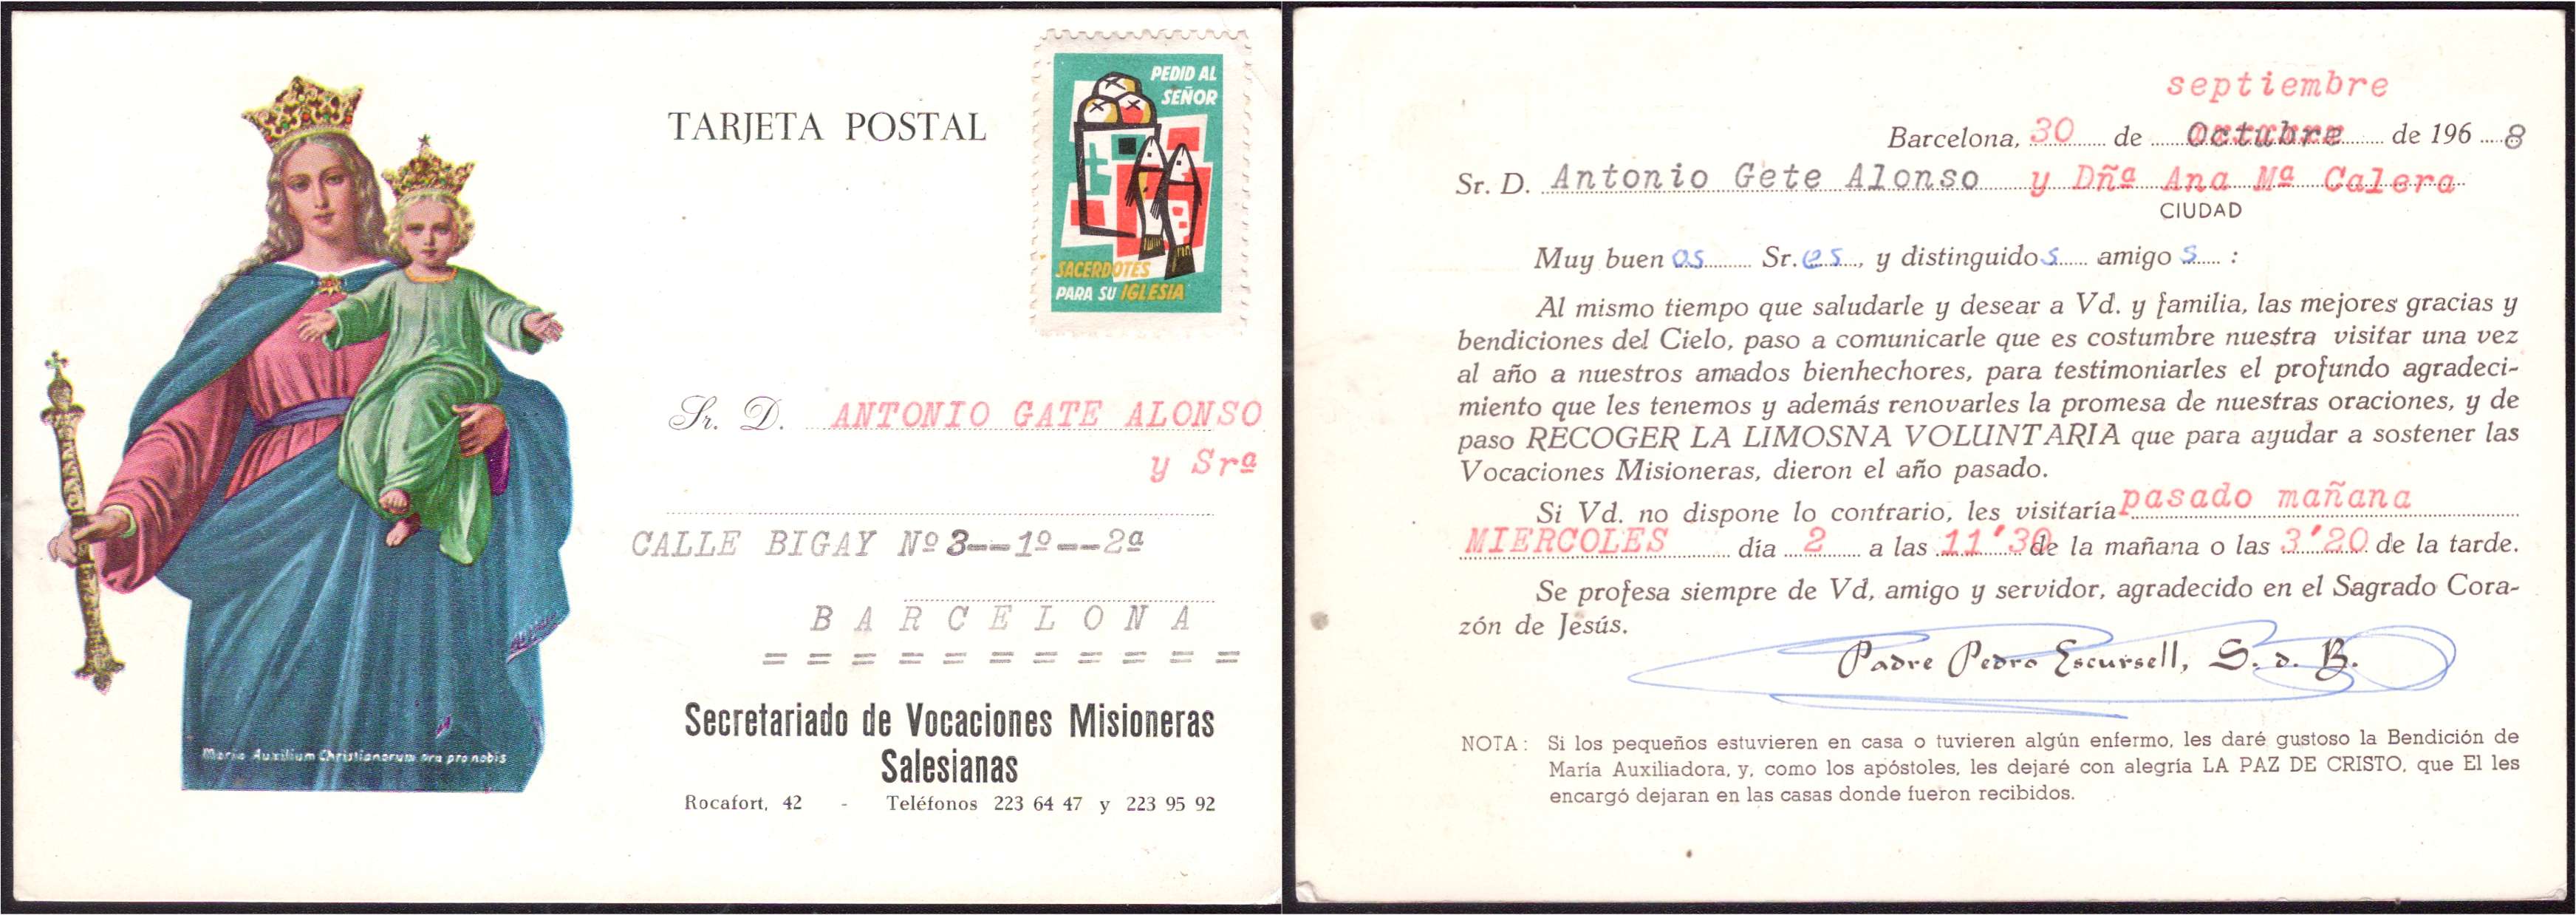 TARJETA POSTAL
PEDID AL
SEÑOR
SACERDOTES
PARA SU IGLESIA
Sr. D. ANTONIO GATE ALONSO
y Srª
CALLE BIGAY Nº 3--1º--2ª
BARCELONA
= = = = = = = = = = =
Secretariado de Vocaciones Misioneras
Salesianas
Rocafort, 42 - Teléfonos 223 64 47 y 223 95 92
Maria Auxilium Christianorum ora pro nobis
septiembre
Barcelona, 30 de Octubre de 1968
Sr. D. Antonio Gete Alonso y Dñª Ana Mª Calera
CIUDAD
Muy buen os Sr.es, y distinguidos amigos :
Al mismo tiempo que saludarle y desear a Vd. y familia, las mejores gracias y
bendiciones del Cielo, paso a comunicarle que es costumbre nuestra visitar una vez
al año a nuestros amados bienhechores, para testimoniarles el profundo agradeci-
miento que les tenemos y además renovarles la promesa de nuestras oraciones, y de
paso RECOGER LA LIMOSNA VOLUNTARIA que para ayudar a sostener las
Vocaciones Misioneras, dieron el año pasado.
Si Vd. no dispone lo contrario, les visitaría pasado mañana
MIERCOLES día 2 a las 11'30 de la mañana o las 3'20 de la tarde.
Se profesa siempre de Vd, amigo y servidor, agradecido en el Sagrado Cora-
zón de Jesús.
Padre Pedro Escursell, S. d. B.
NOTA: Si los pequeños estuvieren en casa o tuvieren algún enfermo, les daré gustoso la Bendición de
María Auxiliadora, y, como los apóstoles, les dejaré con alegría LA PAZ DE CRISTO, que El les
encargó dejaran en las casas donde fueron recibidos.